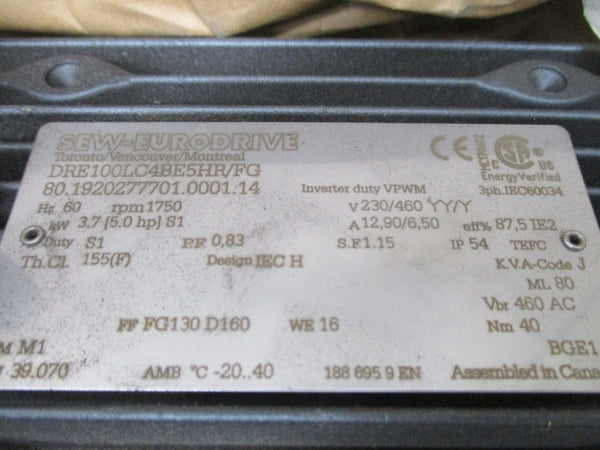 SEW-EURODRIVE
Toronto/Vancouver/Montreal
DRE100LC4BE5HR/FG
80.1920277701.0001.14 Inverter duty VPWM 3ph.IEC60034
CE CSA C US EnergyVerified
Hz 60 rpm 1750 V 230/460 YY/Y
kW 3.7 [5.0 hp] S1 A 12,90/6,50 eff% 87,5 IE2
Duty S1 P.F 0,83 S.F. 1.15 IP 54 TEFC
Th.Cl. 155(F) Design IEC H K.V.A-Code J
ML 80
Vbr 460 AC
FF FG130 D160 WE 16 Nm 40
M M1 BGE1
39.070 AMB °C -20..40 188 695 9 EN Assembled in Cana